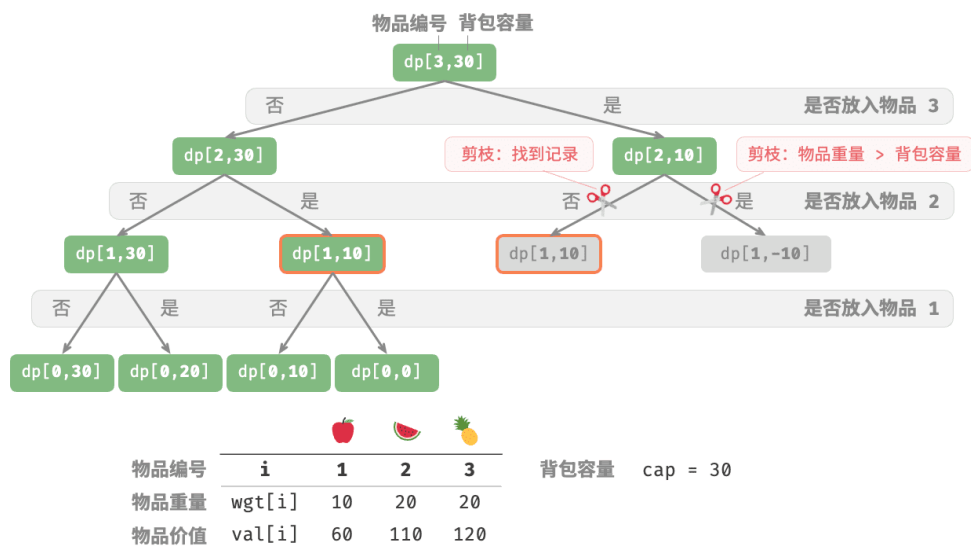 物品编号 背包容量
dp[3,30]
否 是 是否放入物品 3
dp[2,30] 剪枝：找到记录 dp[2,10] 剪枝：物品重量 > 背包容量
否 是 否 是 是否放入物品 2
dp[1,30] dp[1,10] dp[1,10] dp[1,-10]
否 是 否 是 是否放入物品 1
dp[0,30] dp[0,20] dp[0,10] dp[0,0]
物品编号 i 1 2 3 背包容量 cap = 30
物品重量 wgt[i] 10 20 20
物品价值 val[i] 60 110 120